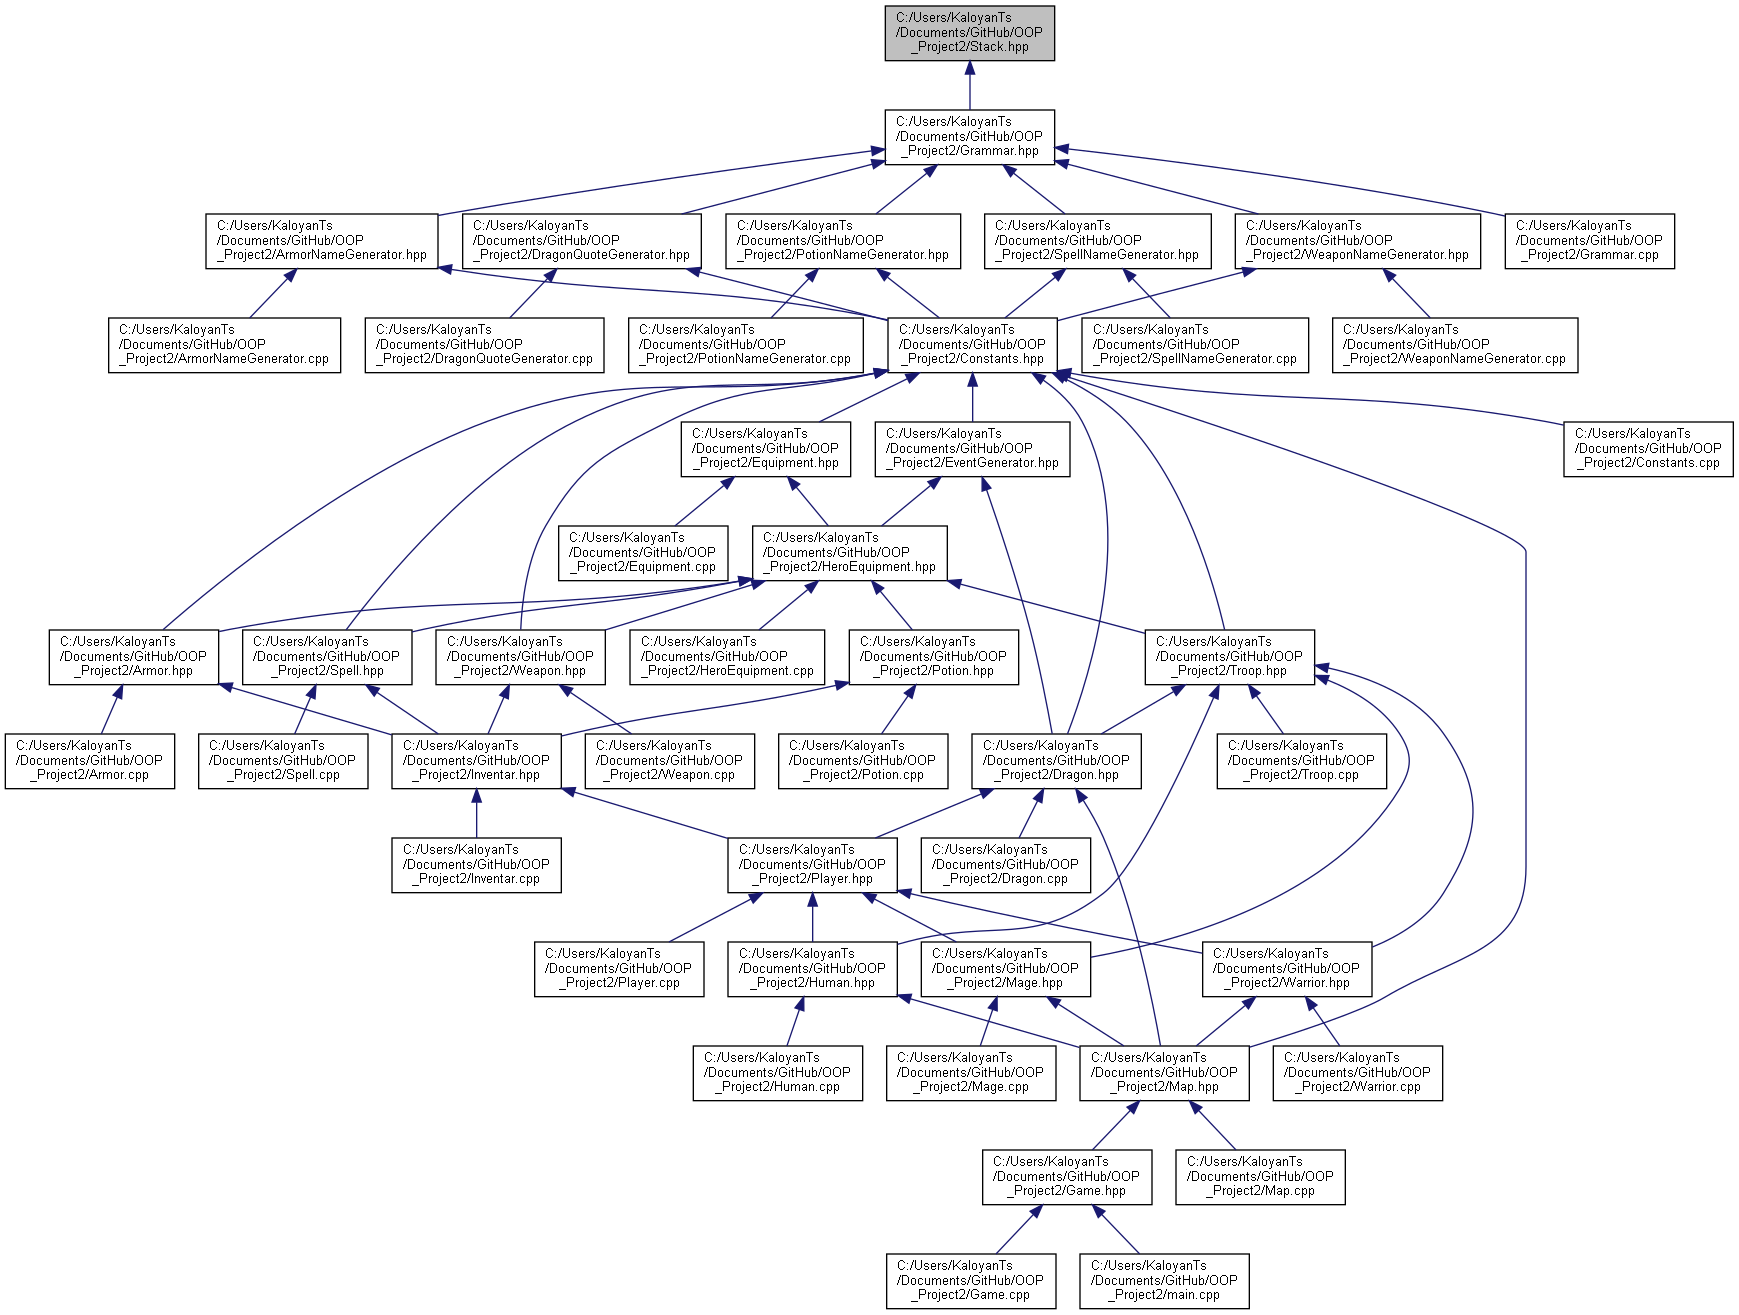 C:/Users/KaloyanTs
/Documents/GitHub/OOP
_Project2/Stack.hpp
C:/Users/KaloyanTs
/Documents/GitHub/OOP
_Project2/Grammar.hpp
C:/Users/KaloyanTs
/Documents/GitHub/OOP
_Project2/ArmorNameGenerator.hpp
C:/Users/KaloyanTs
/Documents/GitHub/OOP
_Project2/DragonQuoteGenerator.hpp
C:/Users/KaloyanTs
/Documents/GitHub/OOP
_Project2/PotionNameGenerator.hpp
C:/Users/KaloyanTs
/Documents/GitHub/OOP
_Project2/SpellNameGenerator.hpp
C:/Users/KaloyanTs
/Documents/GitHub/OOP
_Project2/WeaponNameGenerator.hpp
C:/Users/KaloyanTs
/Documents/GitHub/OOP
_Project2/Grammar.cpp
C:/Users/KaloyanTs
/Documents/GitHub/OOP
_Project2/ArmorNameGenerator.cpp
C:/Users/KaloyanTs
/Documents/GitHub/OOP
_Project2/DragonQuoteGenerator.cpp
C:/Users/KaloyanTs
/Documents/GitHub/OOP
_Project2/PotionNameGenerator.cpp
C:/Users/KaloyanTs
/Documents/GitHub/OOP
_Project2/Constants.hpp
C:/Users/KaloyanTs
/Documents/GitHub/OOP
_Project2/SpellNameGenerator.cpp
C:/Users/KaloyanTs
/Documents/GitHub/OOP
_Project2/WeaponNameGenerator.cpp
C:/Users/KaloyanTs
/Documents/GitHub/OOP
_Project2/Equipment.hpp
C:/Users/KaloyanTs
/Documents/GitHub/OOP
_Project2/EventGenerator.hpp
C:/Users/KaloyanTs
/Documents/GitHub/OOP
_Project2/Constants.cpp
C:/Users/KaloyanTs
/Documents/GitHub/OOP
_Project2/Equipment.cpp
C:/Users/KaloyanTs
/Documents/GitHub/OOP
_Project2/HeroEquipment.hpp
C:/Users/KaloyanTs
/Documents/GitHub/OOP
_Project2/Armor.hpp
C:/Users/KaloyanTs
/Documents/GitHub/OOP
_Project2/Spell.hpp
C:/Users/KaloyanTs
/Documents/GitHub/OOP
_Project2/Weapon.hpp
C:/Users/KaloyanTs
/Documents/GitHub/OOP
_Project2/HeroEquipment.cpp
C:/Users/KaloyanTs
/Documents/GitHub/OOP
_Project2/Potion.hpp
C:/Users/KaloyanTs
/Documents/GitHub/OOP
_Project2/Troop.hpp
C:/Users/KaloyanTs
/Documents/GitHub/OOP
_Project2/Armor.cpp
C:/Users/KaloyanTs
/Documents/GitHub/OOP
_Project2/Spell.cpp
C:/Users/KaloyanTs
/Documents/GitHub/OOP
_Project2/Inventar.hpp
C:/Users/KaloyanTs
/Documents/GitHub/OOP
_Project2/Weapon.cpp
C:/Users/KaloyanTs
/Documents/GitHub/OOP
_Project2/Potion.cpp
C:/Users/KaloyanTs
/Documents/GitHub/OOP
_Project2/Dragon.hpp
C:/Users/KaloyanTs
/Documents/GitHub/OOP
_Project2/Troop.cpp
C:/Users/KaloyanTs
/Documents/GitHub/OOP
_Project2/Inventar.cpp
C:/Users/KaloyanTs
/Documents/GitHub/OOP
_Project2/Player.hpp
C:/Users/KaloyanTs
/Documents/GitHub/OOP
_Project2/Dragon.cpp
C:/Users/KaloyanTs
/Documents/GitHub/OOP
_Project2/Player.cpp
C:/Users/KaloyanTs
/Documents/GitHub/OOP
_Project2/Human.hpp
C:/Users/KaloyanTs
/Documents/GitHub/OOP
_Project2/Mage.hpp
C:/Users/KaloyanTs
/Documents/GitHub/OOP
_Project2/Warrior.hpp
C:/Users/KaloyanTs
/Documents/GitHub/OOP
_Project2/Human.cpp
C:/Users/KaloyanTs
/Documents/GitHub/OOP
_Project2/Mage.cpp
C:/Users/KaloyanTs
/Documents/GitHub/OOP
_Project2/Map.hpp
C:/Users/KaloyanTs
/Documents/GitHub/OOP
_Project2/Warrior.cpp
C:/Users/KaloyanTs
/Documents/GitHub/OOP
_Project2/Game.hpp
C:/Users/KaloyanTs
/Documents/GitHub/OOP
_Project2/Map.cpp
C:/Users/KaloyanTs
/Documents/GitHub/OOP
_Project2/Game.cpp
C:/Users/KaloyanTs
/Documents/GitHub/OOP
_Project2/main.cpp